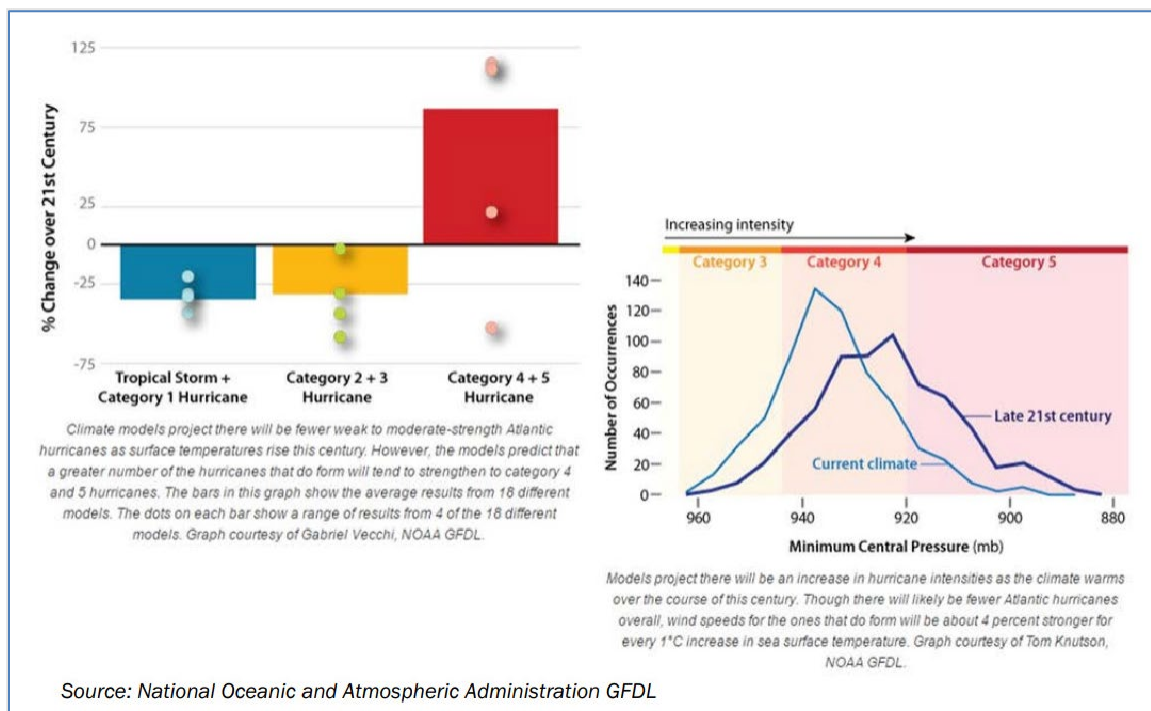 125
75
25
0
-25
-75
% Change over 21st Century
Tropical Storm +
Category 1 Hurricane
Category 2 + 3
Hurricane
Category 4 + 5
Hurricane
Climate models project there will be fewer weak to moderate-strength Atlantic
hurricanes as surface temperatures rise this century. However, the models predict that
a greater number of the hurricanes that do form will tend to strengthen to category 4
and 5 hurricanes. The bars in this graph show the average results from 18 different
models. The dots on each bar show a range of results from 4 of the 18 different
models. Graph courtesy of Gabriel Vecchi, NOAA GFDL.
Increasing intensity
Category 3
Category 4
Category 5
140
120
100
80
60
40
20
0
Number of Occurrences
Late 21st century
Current climate
960
940
920
900
880
Minimum Central Pressure (mb)
Models project there will be an increase in hurricane intensities as the climate warms
over the course of this century. Though there will likely be fewer Atlantic hurricanes
overall, wind speeds for the ones that do form will be about 4 percent stronger for
every 1°C increase in sea surface temperature. Graph courtesy of Tom Knutson,
NOAA GFDL.
Source: National Oceanic and Atmospheric Administration GFDL